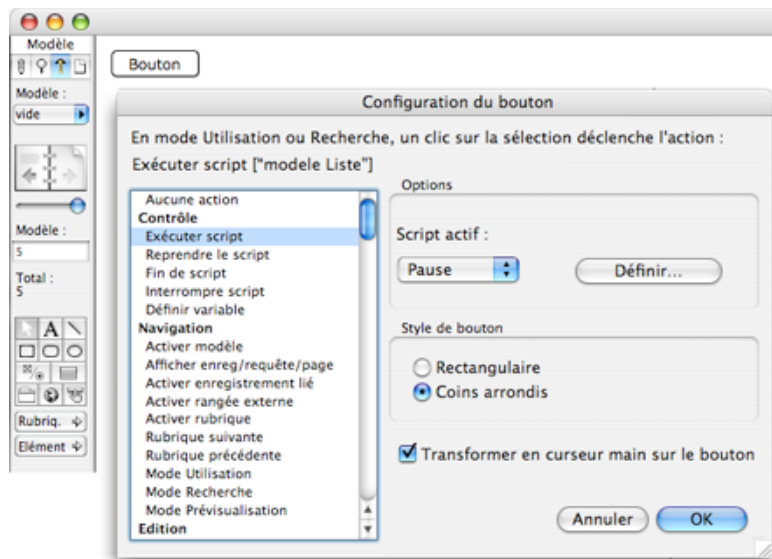 Modèle
Modèle :
vide
Modèle :
5
Total :
5
A
Rubriq.
Elément
Bouton
Configuration du bouton
En mode Utilisation ou Recherche, un clic sur la sélection déclenche l'action :
Exécuter script ["modele Liste"]
Aucune action
Contrôle
Exécuter script
Reprendre le script
Fin de script
Interrompre script
Définir variable
Navigation
Activer modèle
Afficher enreg/requête/page
Activer enregistrement lié
Activer rangée externe
Activer rubrique
Rubrique suivante
Rubrique précédente
Mode Utilisation
Mode Recherche
Mode Prévisualisation
Edition
Options
Script actif :
Pause
Définir...
Style de bouton
Rectangulaire
Coins arrondis
Transformer en curseur main sur le bouton
Annuler
OK